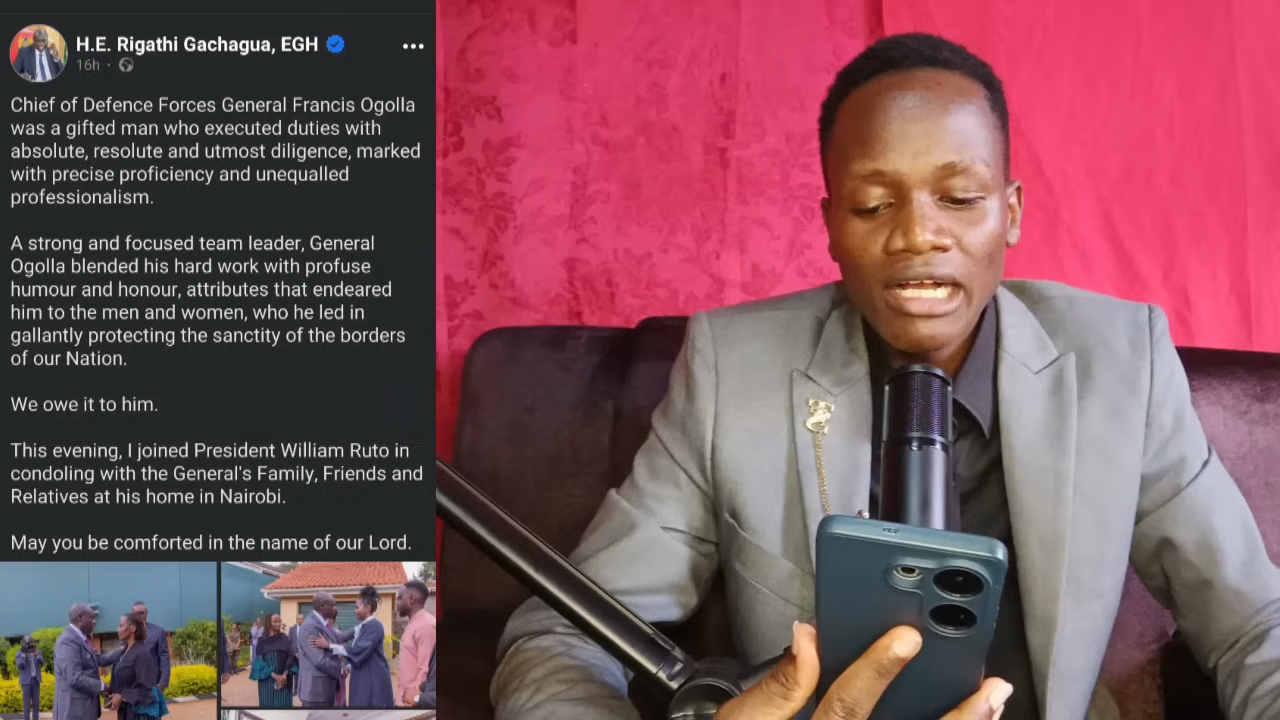 H.E. Rigathi Gachagua, EGH
16h ·
Chief of Defence Forces General Francis Ogolla
was a gifted man who executed duties with
absolute, resolute and utmost diligence, marked
with precise proficiency and unequalled
professionalism.
A strong and focused team leader, General
Ogolla blended his hard work with profuse
humour and honour, attributes that endeared
him to the men and women, who he led in
gallantly protecting the sanctity of the borders
of our Nation.
We owe it to him.
This evening, I joined President William Ruto in
condoling with the General's Family, Friends and
Relatives at his home in Nairobi.
May you be comforted in the name of our Lord.